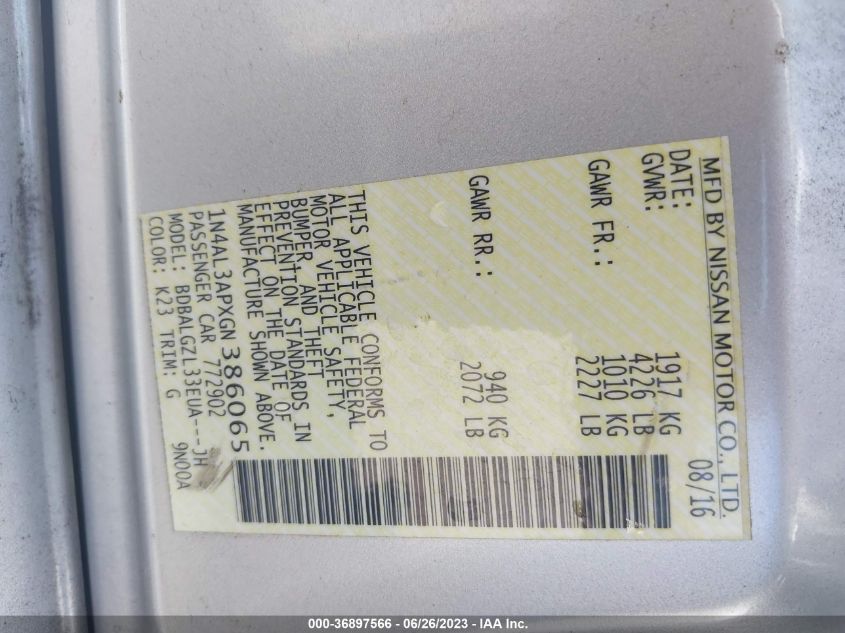 MFD BY NISSAN MOTOR CO., LTD.
DATE: 08/16
GVWR: 1917 KG
4226 LB
GAWR FR.: 1010 KG
2227 LB
GAWR RR.: 940 KG
2072 LB
THIS VEHICLE CONFORMS TO
ALL APPLICABLE FEDERAL
MOTOR VEHICLE SAFETY,
BUMPER, AND THEFT
PREVENTION STANDARDS IN
EFFECT ON THE DATE OF
MANUFACTURE SHOWN ABOVE.
1N4AL3APXGN386065
PASSENGER CAR 772902
MODEL: BDBALGZL33EUA---JH
COLOR: K23 TRIM: G 9N00A
000-36897566 - 06/26/2023 - IAA Inc.